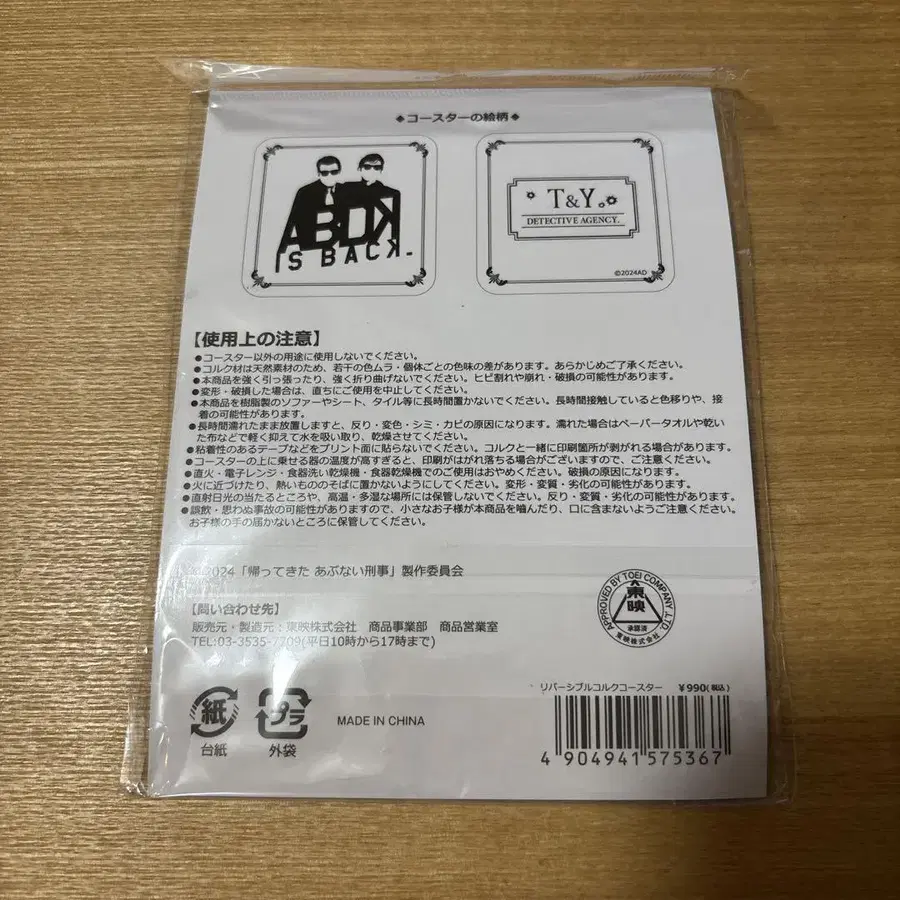 ◆コースターの絵柄◆
ABDK
IS BACK.
T&Y
DETECTIVE AGENCY.
©2024AD
【使用上の注意】
●コースター以外の用途に使用しないでください。
●コルク材は天然素材のため、若干の色ムラ・個体ごとの色味の差があります。あらかじめご了承ください。
●本商品を強く引っ張ったり、強く折り曲げないでください。ヒビ割れや崩れ・破損の可能性があります。
●変形・破損した場合は、直ちにご使用を中止してください。
●本商品を樹脂製のソファーやシート、タイル等に長時間置かないでください。長時間接触していると色移りや、接
着の可能性があります。
●長時間濡れたまま放置しますと、反り・変色・シミ・カビの原因になります。濡れた場合はペーパータオルや乾い
た布などで軽く抑えて水を吸い取り、乾燥させてください。
●粘着性のあるテープなどをプリント面に貼らないでください。コルクと一緒に印刷箇所が剥がれる場合があります。
●コースターの上に乗せる器の温度が高すぎると、印刷がはがれ落ちる場合がございますので、ご注意ください。
●直火・電子レンジ・食器洗い乾燥機・食器乾燥機でのご使用はおやめください。破損の原因になります。
●火に近づけたり、熱いもののそばに置かないようにしてください。変形・変質・劣化の可能性があります。
●直射日光の当たるところや、高温・多湿な場所には保管しないでください。反り・変質・劣化の可能性があります。
●誤飲・思わぬ事故の可能性がありますので、小さなお子様が本商品を噛んだり、口に含まないようご注意ください。
お子様の手の届かないところに保管してください。
2024「帰ってきた あぶない刑事」製作委員会
【問い合わせ先】
販売元・製造元：東映株式会社 商品事業部 商品営業室
TEL:03-3535-7709(平日10時から17時まで)
APPROVED BY TOEI COMPANY,LTD.
東映
承認済
東映株式会社
リバーシブルコルクコースター ¥990(税込)
紙
台紙
プラ
外袋
MADE IN CHINA
4 904941 575367